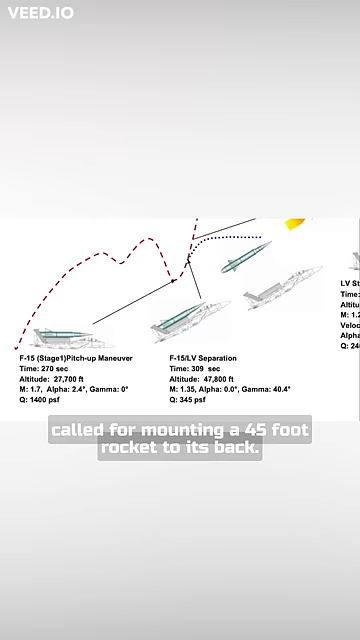 VEED.IO
F-15 (Stage1)Pitch-up Maneuver
Time: 270 sec
Altitude: 27,700 ft
M: 1.7, Alpha: 2.4°, Gamma: 0°
Q: 1400 psf
F-15/LV Separation
Time: 309 sec
Altitude: 47,800 ft
M: 1.35, Alpha: 0.0°, Gamma: 40.4°
Q: 345 psf
LV St
Time:
Altitu
M: 1.2
Veloc
Alpha
Q: 24
called for mounting a 45 foot
rocket to its back.